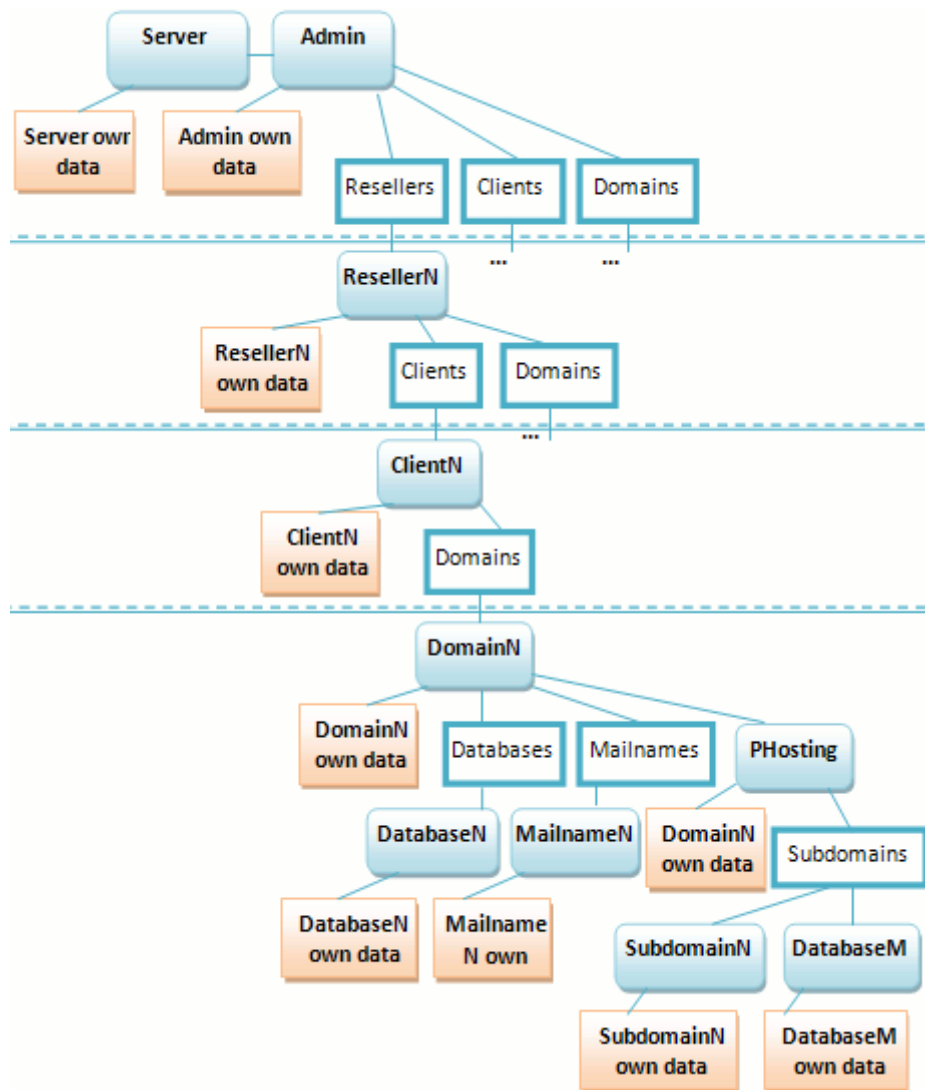 Server
Admin
Server owr
data
Admin own
data
Resellers
Clients
Domains
...
...
ResellerN
ResellerN
own data
Clients
Domains
...
ClientN
ClientN
own data
Domains
DomainN
DomainN
own data
Databases
Mailnames
PHosting
DatabaseN
MailnameN
DomainN
own data
Subdomains
DatabaseN
own data
Mailname
N own
SubdomainN
DatabaseM
SubdomainN
own data
DatabaseM
own data